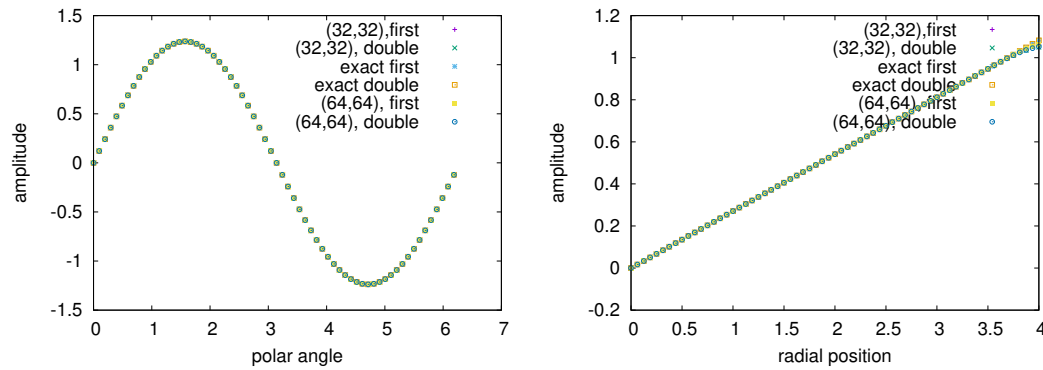 1.5
1
0.5
0
-0.5
-1
-1.5
amplitude
0 1 2 3 4 5 6 7
polar angle
(32,32),first
(32,32), double
exact first
exact double
(64,64), first
(64,64), double
1.2
1
0.8
0.6
0.4
0.2
0
-0.2
amplitude
0 0.5 1 1.5 2 2.5 3 3.5 4
radial position
(32,32),first
(32,32), double
exact first
exact double
(64,64), first
(64,64), double